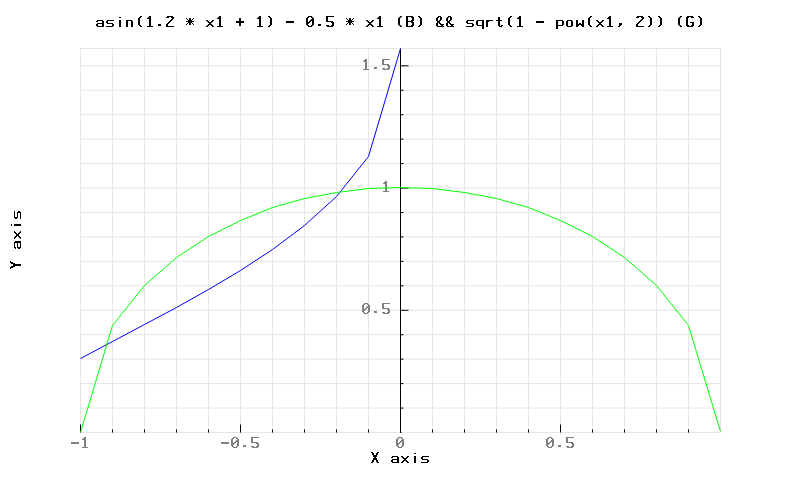 asin(1.2 * x1 + 1) - 0.5 * x1 (B) && sqrt(1 - pow(x1, 2)) (G)
1.5
1
0.5
Y axis
-1 -0.5 0 0.5
X axis